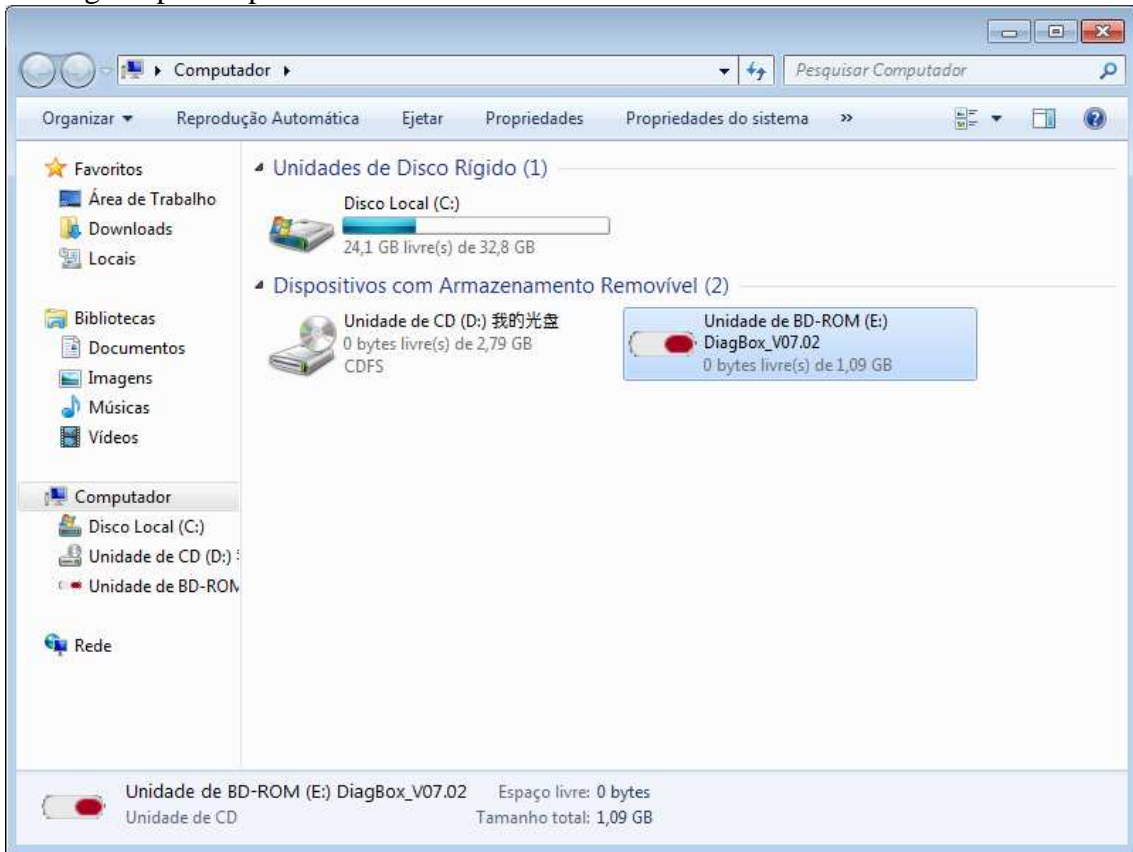 Computador
Pesquisar Computador
Organizar Reprodução Automática Ejetar Propriedades Propriedades do sistema »
Favoritos
Área de Trabalho
Downloads
Locais
Bibliotecas
Documentos
Imagens
Músicas
Vídeos
Computador
Disco Local (C:)
Unidade de CD (D:)
Unidade de BD-ROM
Rede
Unidades de Disco Rígido (1)
Disco Local (C:)
24,1 GB livre(s) de 32,8 GB
Dispositivos com Armazenamento Removível (2)
Unidade de CD (D:) 我的光盘
0 bytes livre(s) de 2,79 GB
CDFS
Unidade de BD-ROM (E:)
DiagBox_V07.02
0 bytes livre(s) de 1,09 GB
Unidade de BD-ROM (E:) DiagBox_V07.02 Espaço livre: 0 bytes
Unidade de CD Tamanho total: 1,09 GB